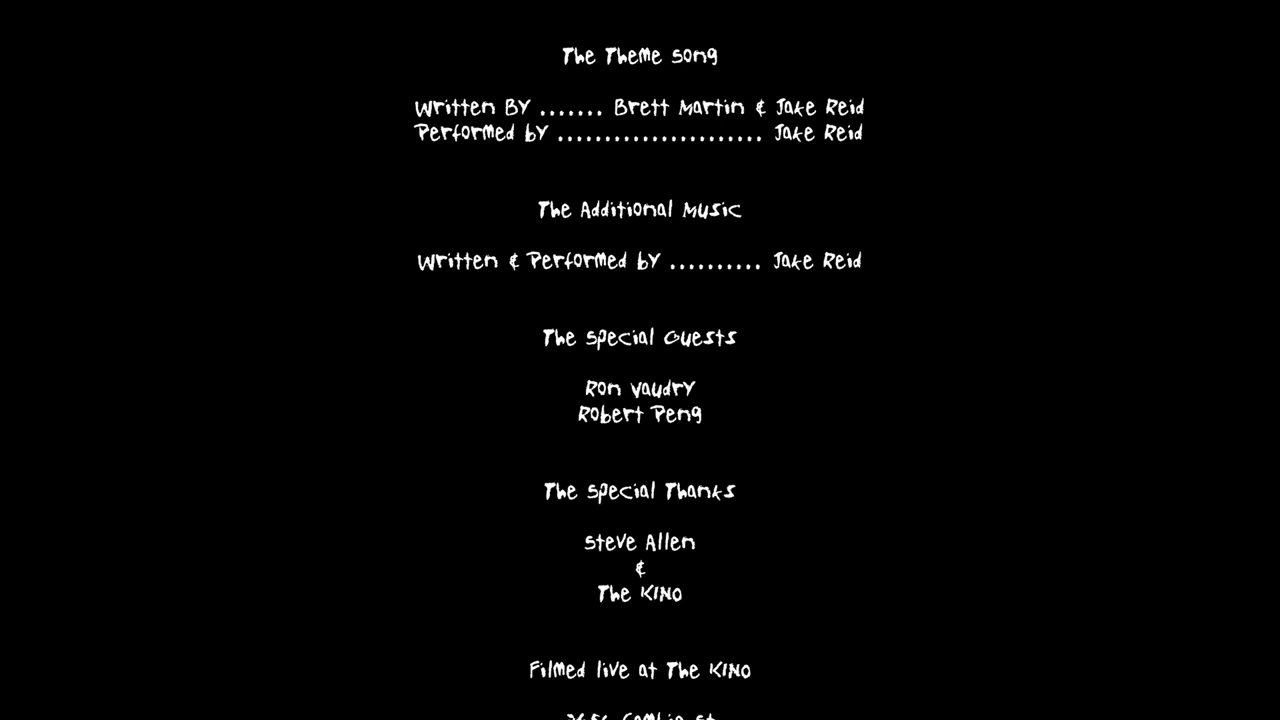 The Theme Song
Written By ....... Brett Martin & Jake Reid
Performed by ...................... Jake Reid
The Additional Music
Written & Performed by .......... Jake Reid
The Special Guests
Ron Vaudry
Robert Peng
The Special Thanks
Steve Allen
&
The KINO
Filmed live at The KINO